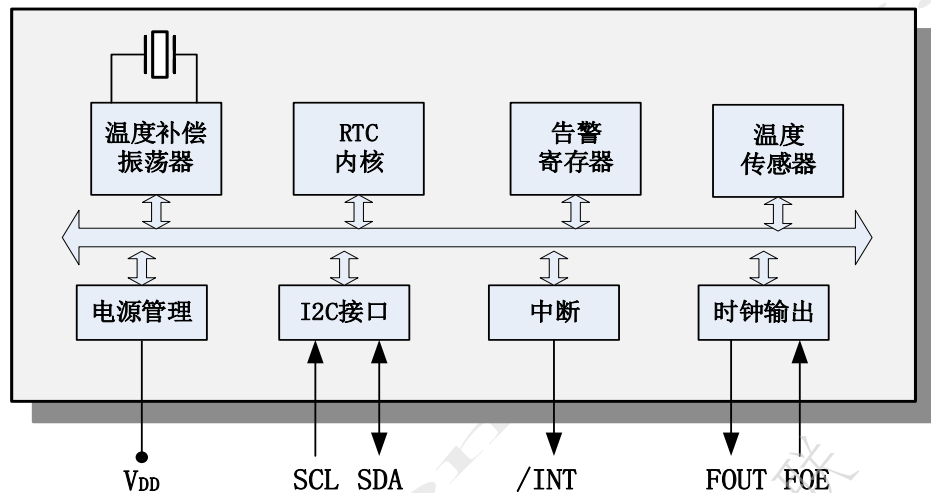 温度补偿
振荡器
RTC
内核
告警
寄存器
温度
传感器
电源管理
I2C接口
中断
时钟输出
VDD
SCL SDA
/INT
FOUT FOE
联